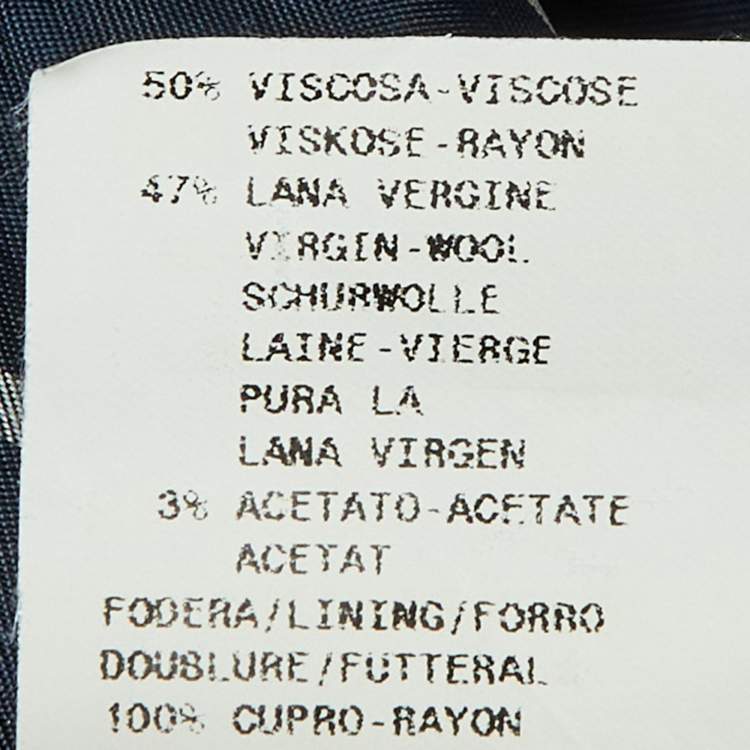 50% VISCOSA-VISCOSE
VISKOSE-RAYON
47% LANA VERGINE
VIRGIN-WOOL
SCHURWOLLE
LAINE-VIERGE
PURA LA
LANA VIRGEN
3% ACETATO-ACETATE
ACETAT
FODERA/LINING/FORRO
DOUBLURE/FUTTERAL
100% CUPRO-RAYON